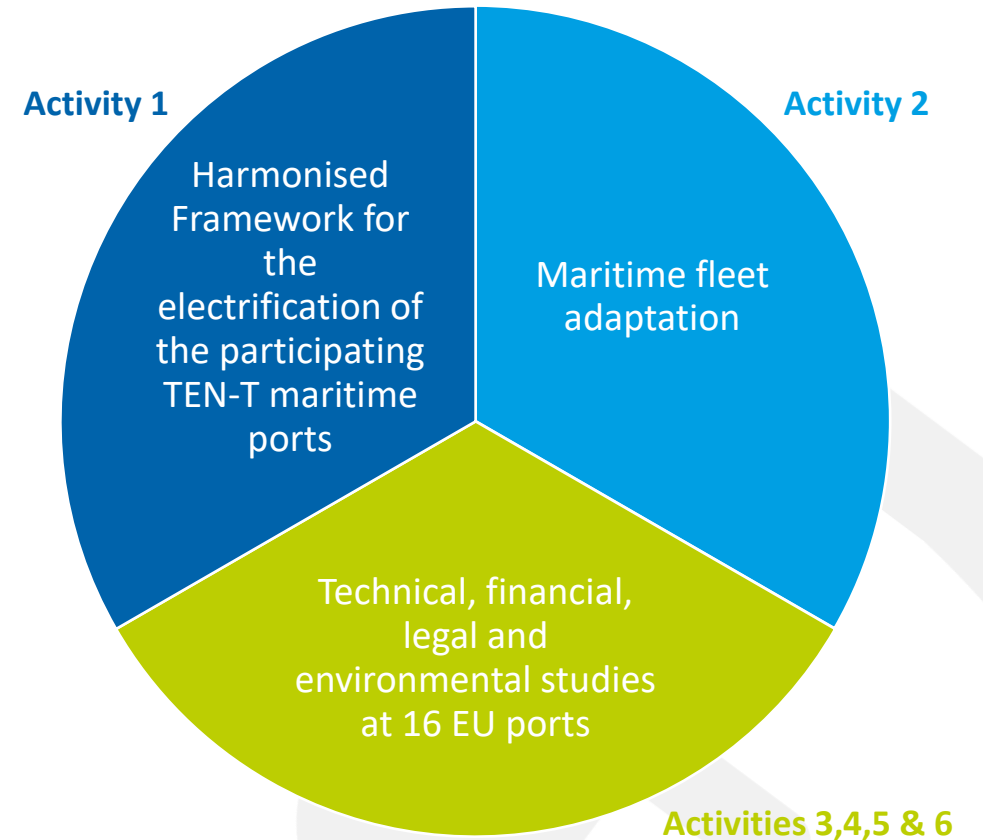 Activity 1
Harmonised
Framework for
the
electrification of
the participating
TEN-T maritime
ports
Activity 2
Maritime fleet
adaptation
Technical, financial,
legal and
environmental studies
at 16 EU ports
Activities 3,4,5 & 6